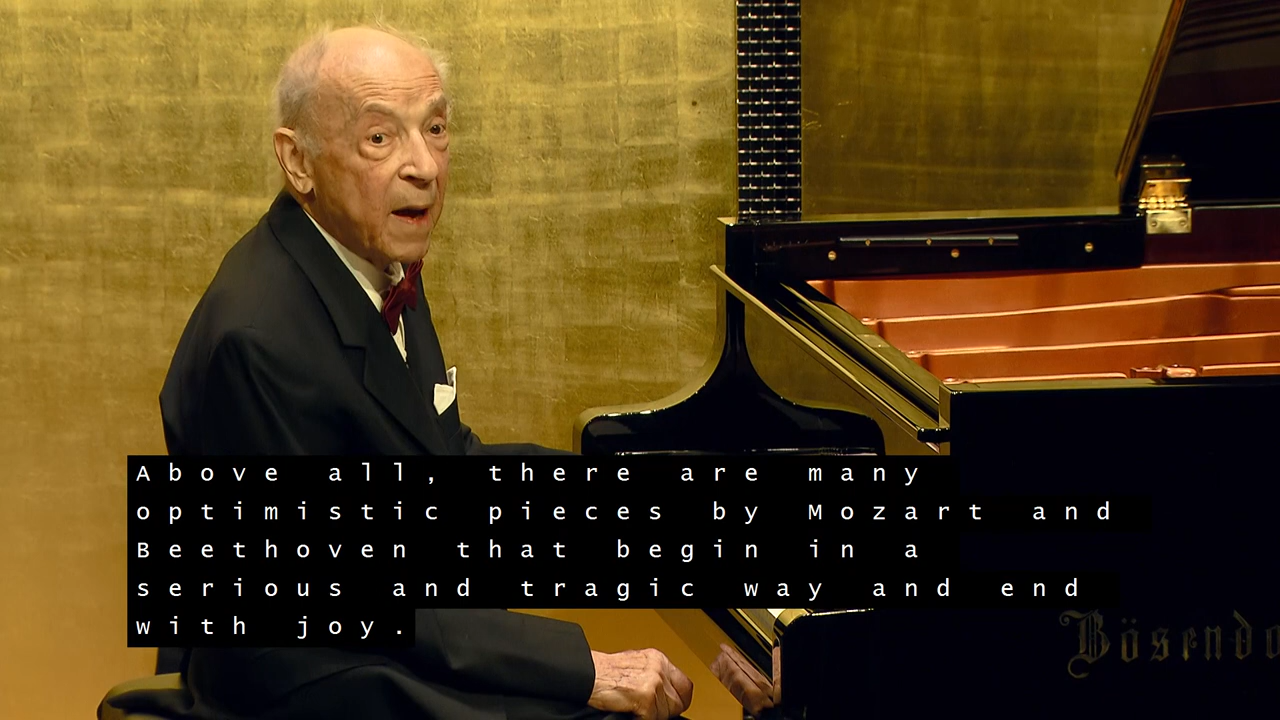 Above all, there are many
optimistic pieces by Mozart and
Beethoven that begin in a
serious and tragic way and end
with joy.
Bösendo